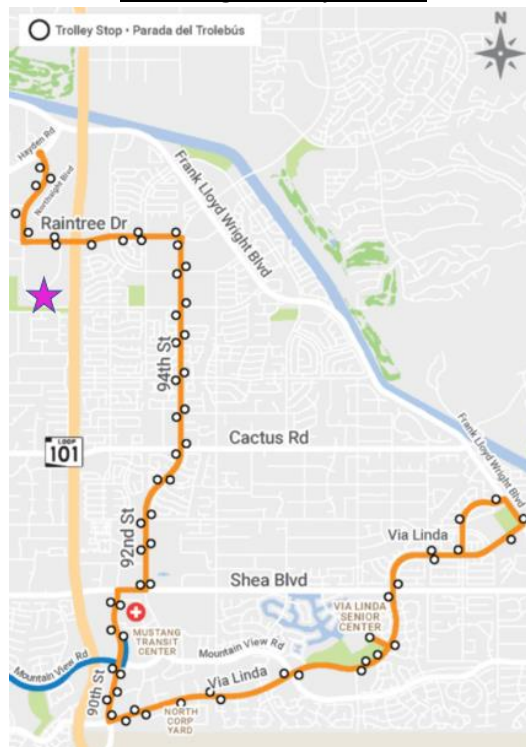 Trolley Stop • Parada del Trolebús
N
Hayden Rd
Northsight Blvd
Raintree Dr
Frank Lloyd Wright Blvd
94th St
Cactus Rd
LOOP
101
Frank Lloyd Wright Blvd
92nd St
Via Linda
Shea Blvd
VIA LINDA
SENIOR
CENTER
MUSTANG
TRANSIT
CENTER
Mountain View Rd
Mountain View Rd
90th St
Via Linda
NORTH
CORP
YARD